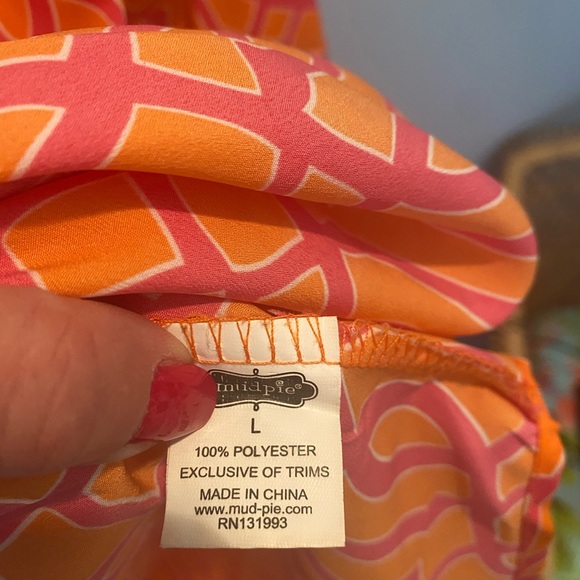 mudpie®
L
100% POLYESTER
EXCLUSIVE OF TRIMS
MADE IN CHINA
www.mud-pie.com
RN131993